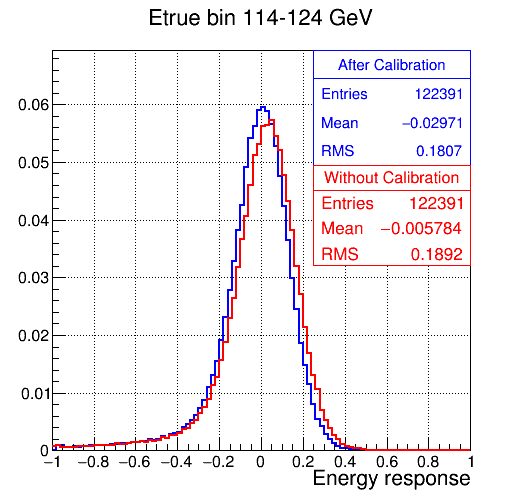 Etrue bin 114-124 GeV
After Calibration
Entries 122391
Mean −0.02971
RMS 0.1807
Without Calibration
Entries 122391
Mean −0.005784
RMS 0.1892
0.06
0.05
0.04
0.03
0.02
0.01
0
−1 −0.8 −0.6 −0.4 −0.2 0 0.2 0.4 0.6 0.8 1
Energy response